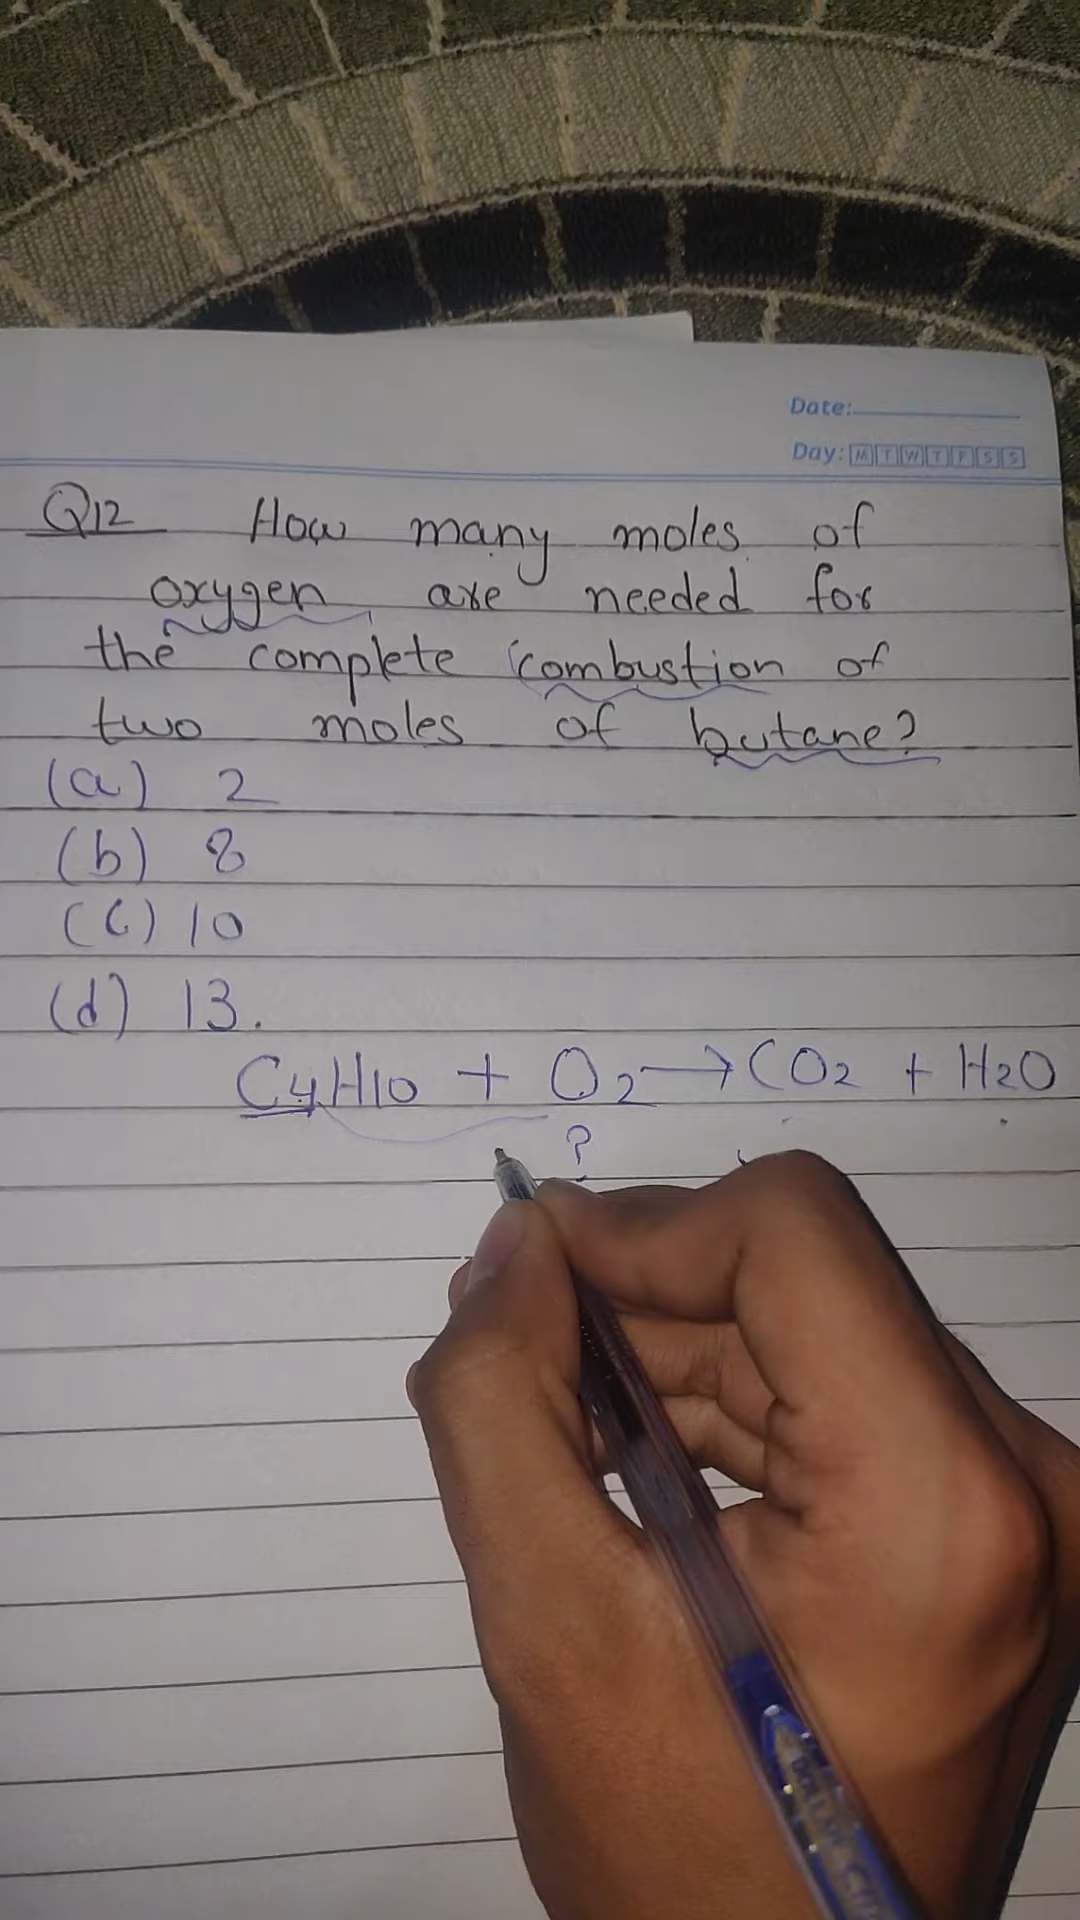 Date:
Day: M T W T F S S
Q12 How many moles of
oxygen are needed for
the complete combustion of
two moles of butane?
(a) 2
(b) 8
(c) 10
(d) 13.
C4H10 + O2 → CO2 + H2O
?